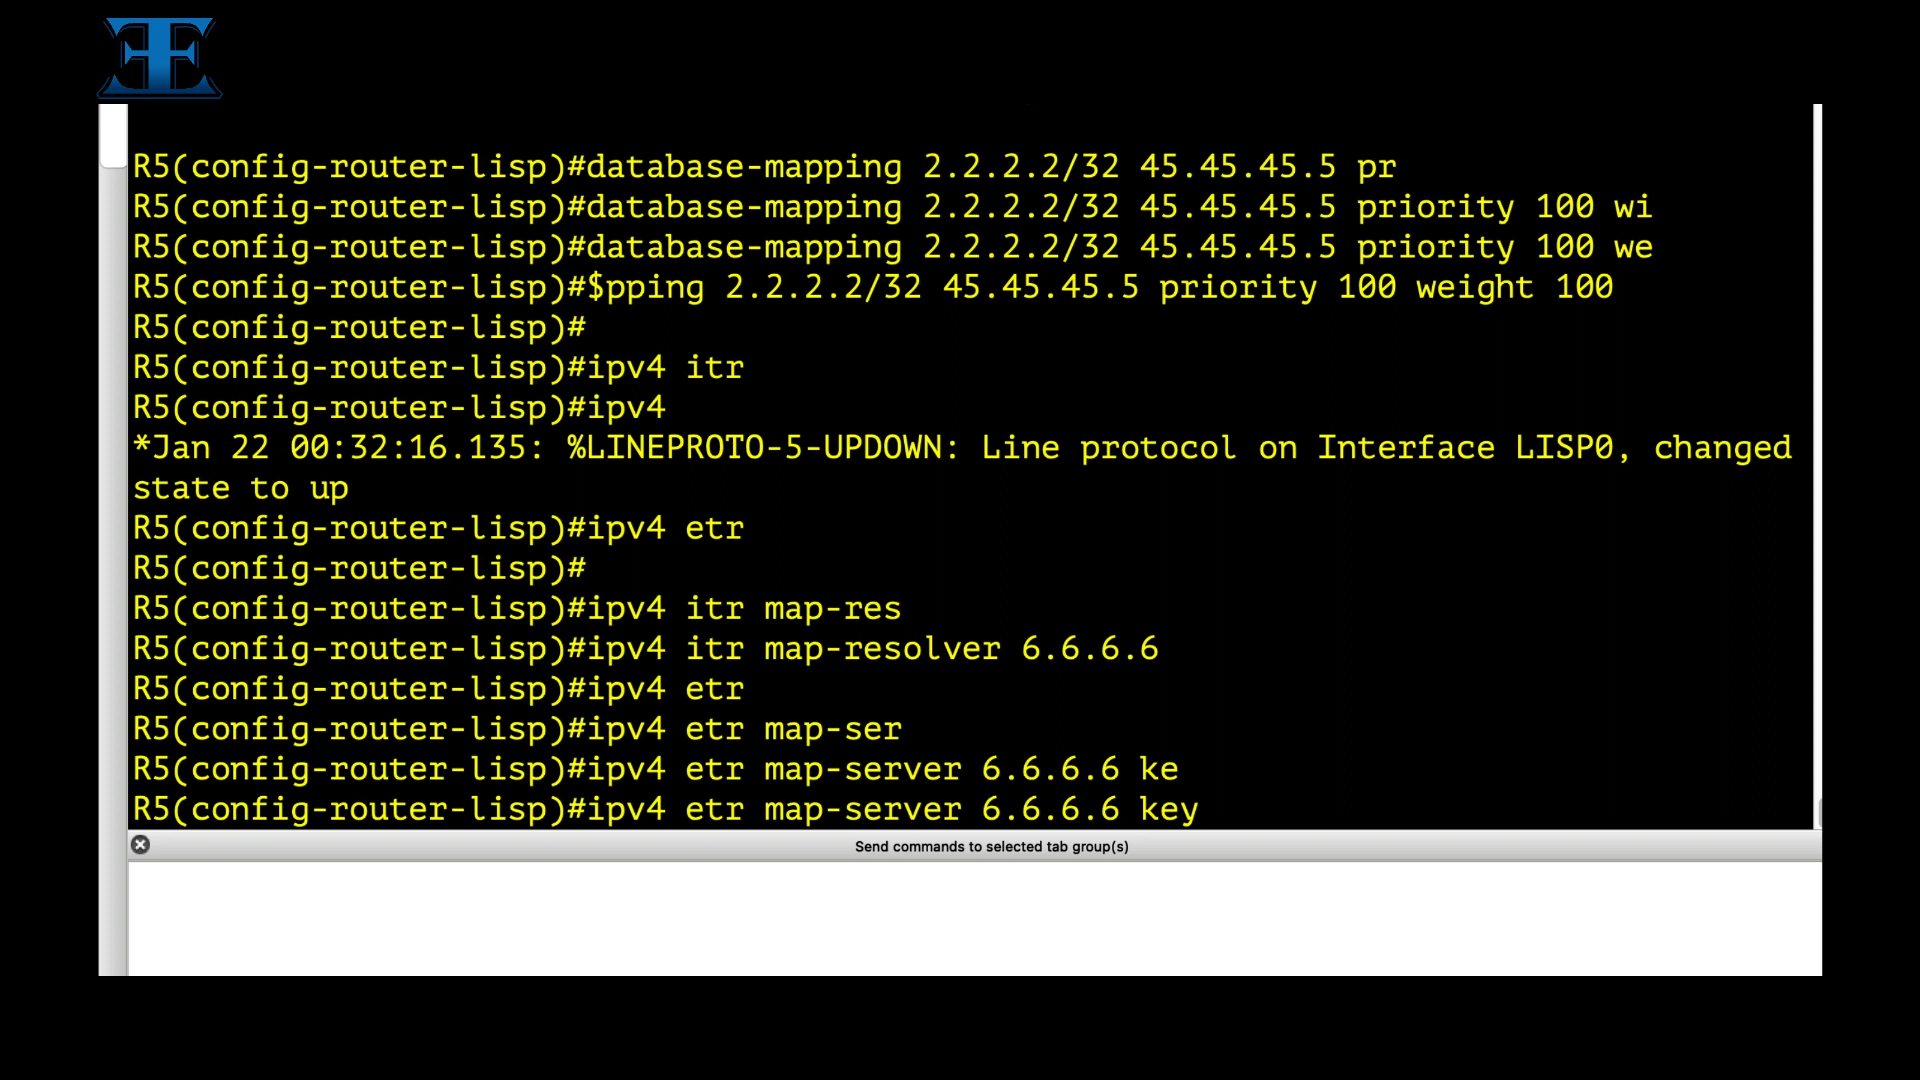 R5(config-router-lisp)#database-mapping 2.2.2.2/32 45.45.45.5 pr
R5(config-router-lisp)#database-mapping 2.2.2.2/32 45.45.45.5 priority 100 wi
R5(config-router-lisp)#database-mapping 2.2.2.2/32 45.45.45.5 priority 100 we
R5(config-router-lisp)#$pping 2.2.2.2/32 45.45.45.5 priority 100 weight 100
R5(config-router-lisp)#
R5(config-router-lisp)#ipv4 itr
R5(config-router-lisp)#ipv4
*Jan 22 00:32:16.135: %LINEPROTO-5-UPDOWN: Line protocol on Interface LISP0, changed
state to up
R5(config-router-lisp)#ipv4 etr
R5(config-router-lisp)#
R5(config-router-lisp)#ipv4 itr map-res
R5(config-router-lisp)#ipv4 itr map-resolver 6.6.6.6
R5(config-router-lisp)#ipv4 etr
R5(config-router-lisp)#ipv4 etr map-ser
R5(config-router-lisp)#ipv4 etr map-server 6.6.6.6 ke
R5(config-router-lisp)#ipv4 etr map-server 6.6.6.6 key
Send commands to selected tab group(s)